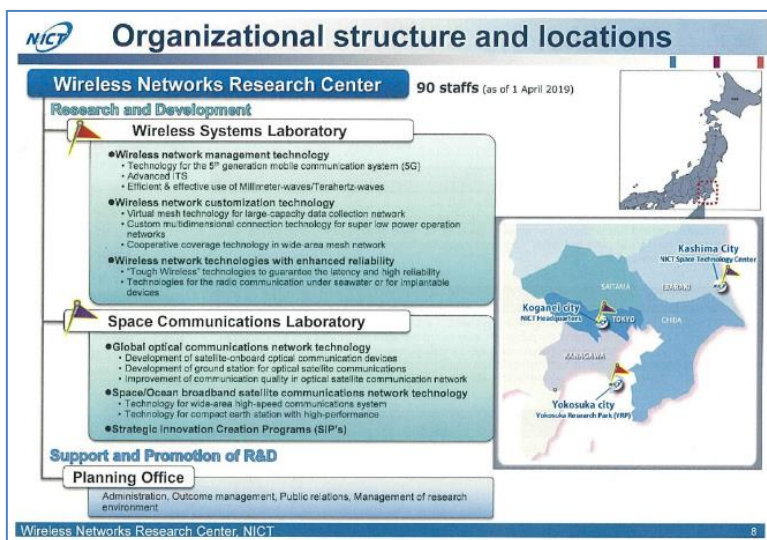 NICT
Organizational structure and locations
Wireless Networks Research Center
90 staffs (as of 1 April 2019)
Research and Development
Wireless Systems Laboratory
●Wireless network management technology
• Technology for the 5th generation mobile communication system (5G)
• Advanced ITS
• Efficient & effective use of Millimeter-waves/Terahertz-waves
●Wireless network customization technology
• Virtual mesh technology for large-capacity data collection network
• Custom multidimensional connection technology for super low power operation
networks
• Cooperative coverage technology in wide-area mesh network
●Wireless network technologies with enhanced reliability
• "Tough Wireless" technologies to guarantee the latency and high reliability
• Technologies for the radio communication under seawater or for implantable
devices
Space Communications Laboratory
●Global optical communications network technology
• Development of satellite-onboard optical communication devices
• Development of ground station for optical satellite communications
• Improvement of communication quality in optical satellite communication network
●Space/Ocean broadband satellite communications network technology
• Technology for wide-area high-speed communications system
• Technology for compact earth station with high-performance
●Strategic Innovation Creation Programs (SIP's)
Support and Promotion of R&D
Planning Office
Administration, Outcome management, Public relations, Management of research
environment
Kashima City
NICT Space Technology Center
SAITAMA
IBARAKI
Koganei city
NICT Headquarters
TOKYO
CHIBA
KANAGAWA
Yokosuka city
Yokosuka Research Park (YRP)
Wireless Networks Research Center, NICT
8